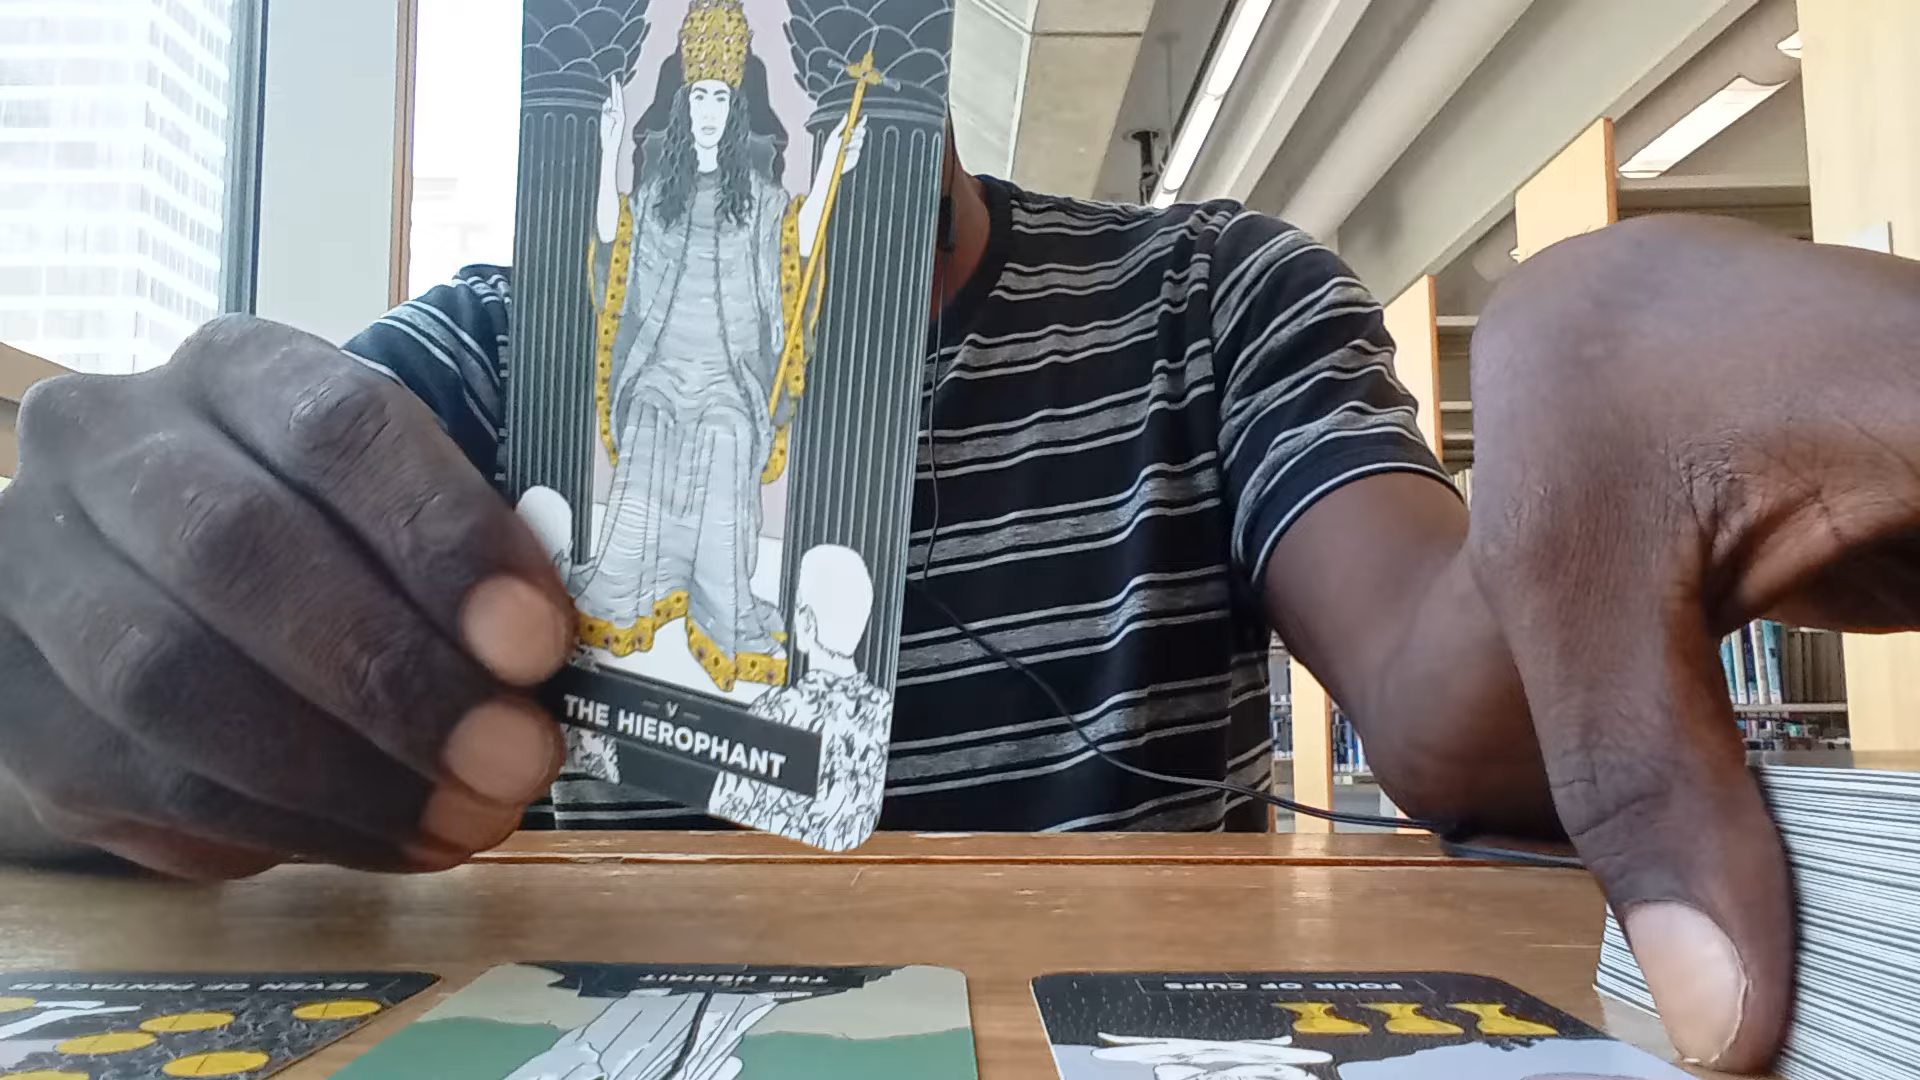 — V —
THE HIEROPHANT
SEVEN OF PENTACLES
THE HERMIT
FOUR OF CUPS